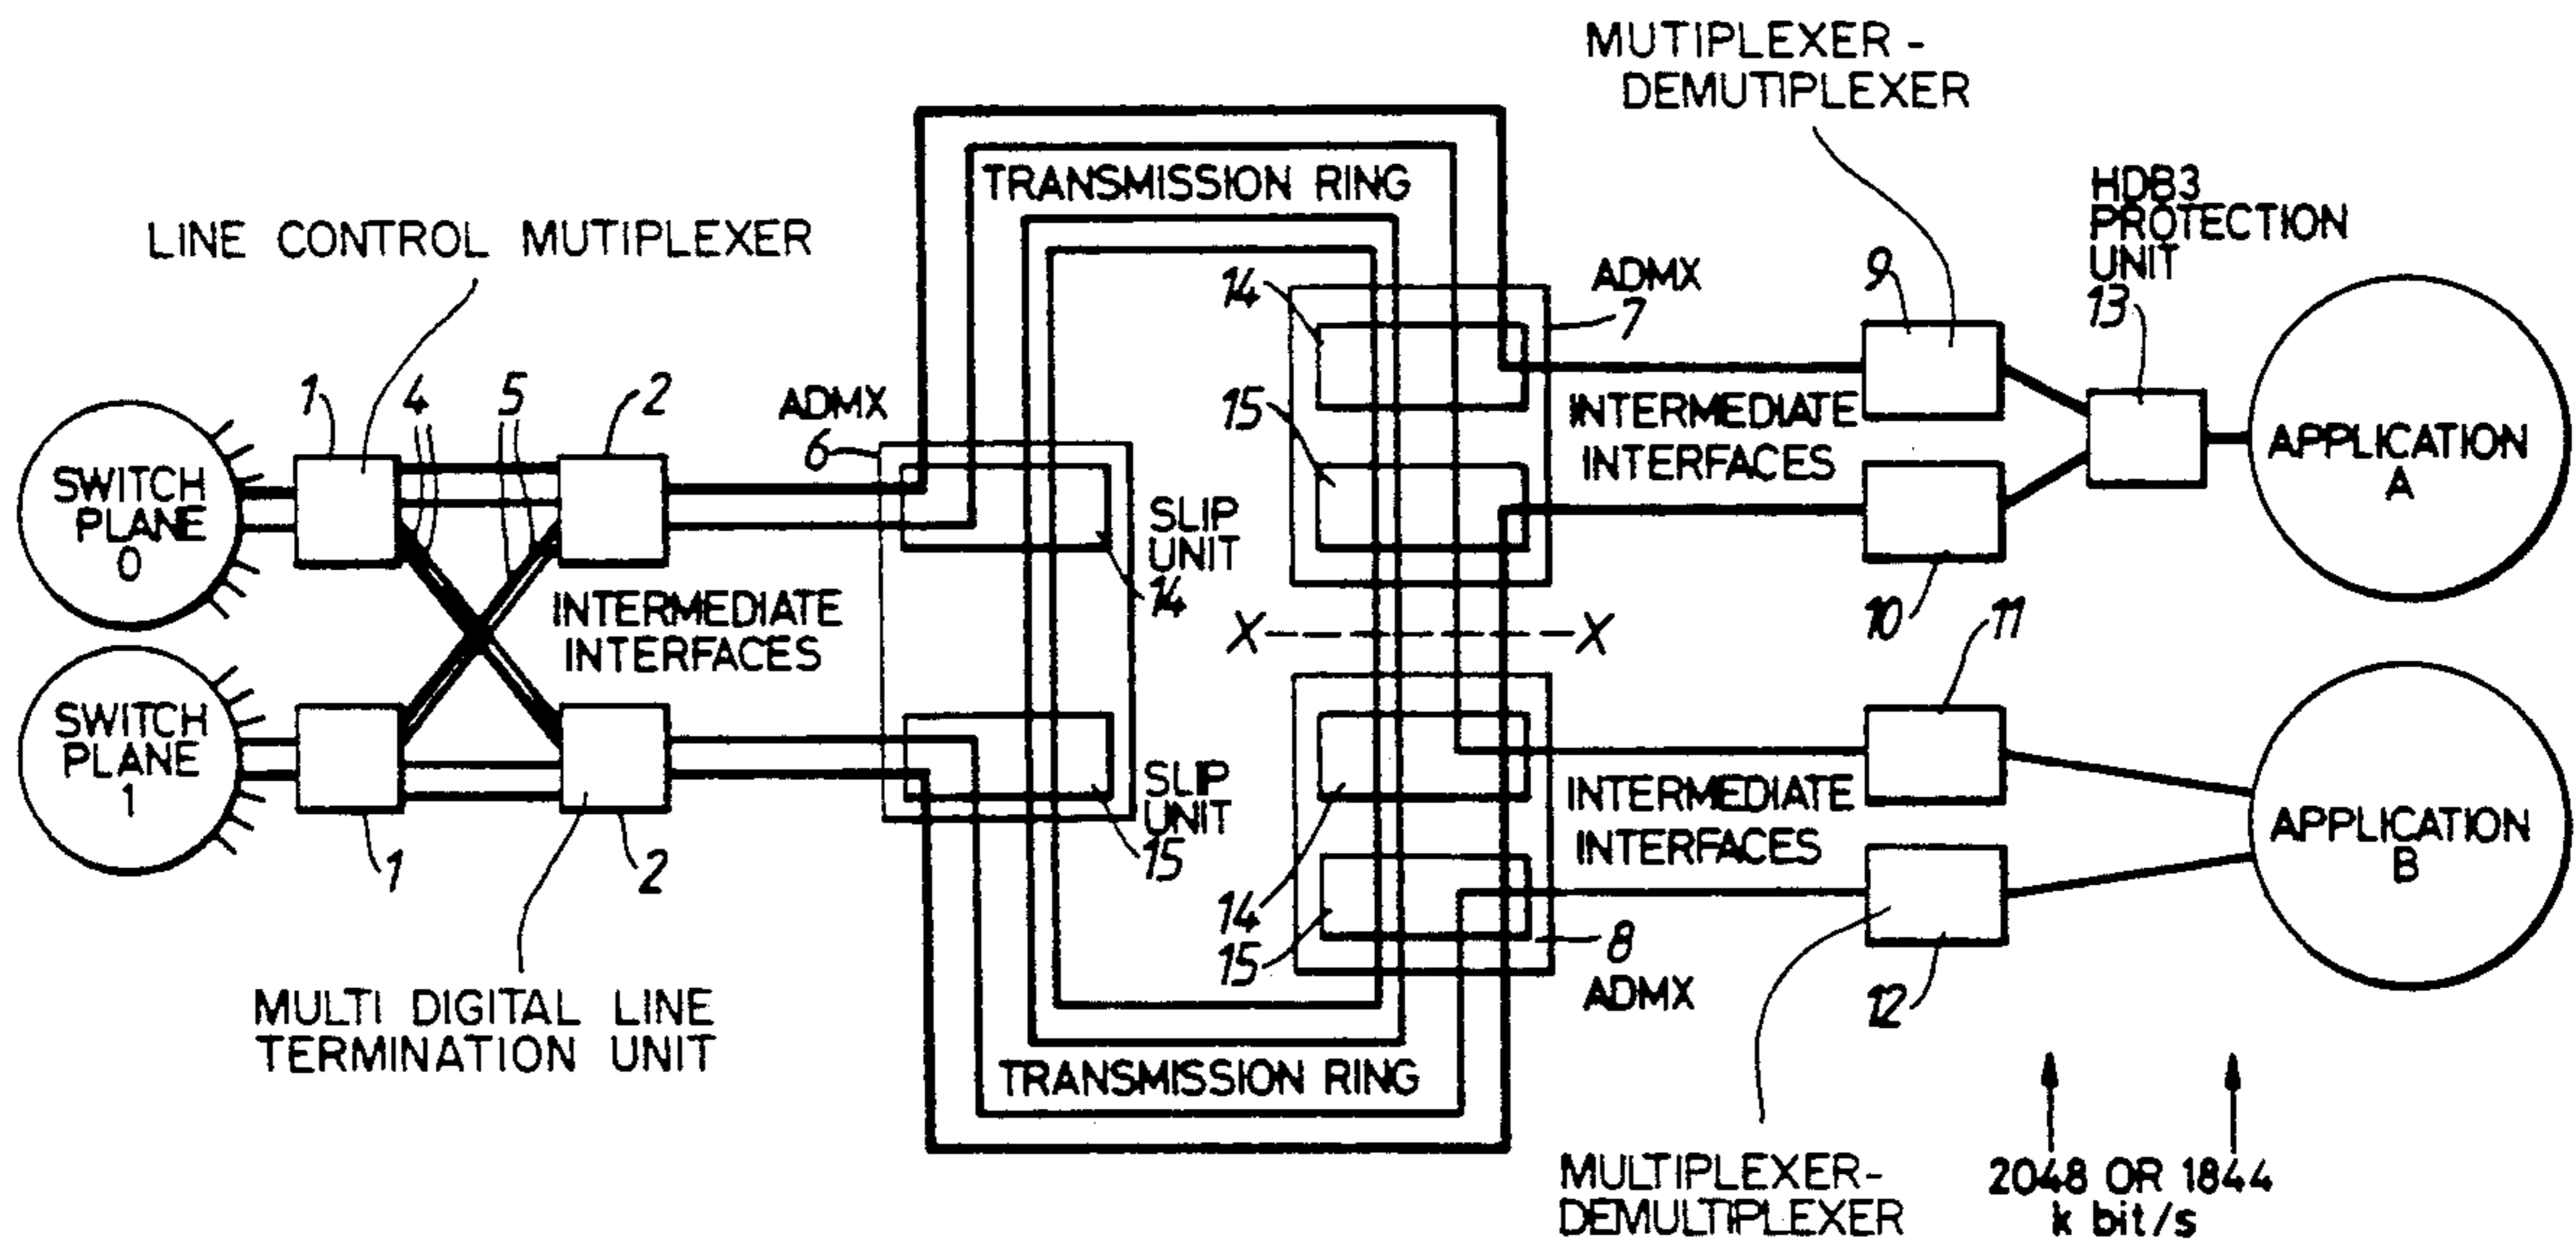 MUTIPLEXER -
DEMUTIPLEXER
TRANSMISSION RING
HDB3
PROTECTION
UNIT
13
LINE CONTROL MUTIPLEXER
14
ADMX
7
9
1
4
5
2
ADMX
6
15
INTERMEDIATE
INTERFACES
APPLICATION
A
SWITCH
PLANE
0
SLIP
UNIT
14
INTERMEDIATE
INTERFACES
X
X
10
11
SWITCH
PLANE
1
SLIP
UNIT
15
INTERMEDIATE
INTERFACES
APPLICATION
B
1
2
14
15
8
ADMX
12
MULTI DIGITAL LINE
TERMINATION UNIT
TRANSMISSION RING
MULTIPLEXER-
DEMULTIPLEXER
2048 OR 1844
k bit/s